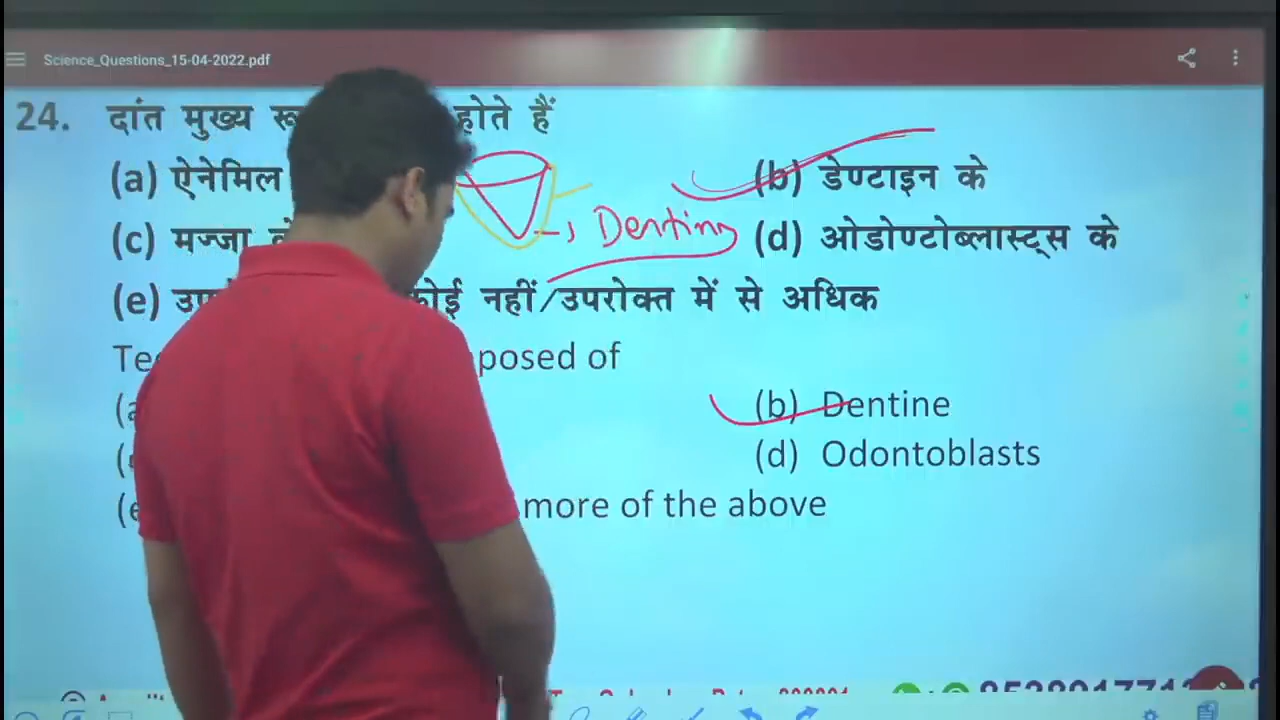 Science_Questions_15-04-2022.pdf
24. दांत मुख्य होते हैं
(a) ऐनेमिल (b) डेण्टाइन के
Dentine
(c) मज्जा (d) ओडोण्टोब्लास्ट्स के
(e) कोई नहीं/उपरोक्त में से अधिक
posed of
(b) Dentine
(d) Odontoblasts
more of the above